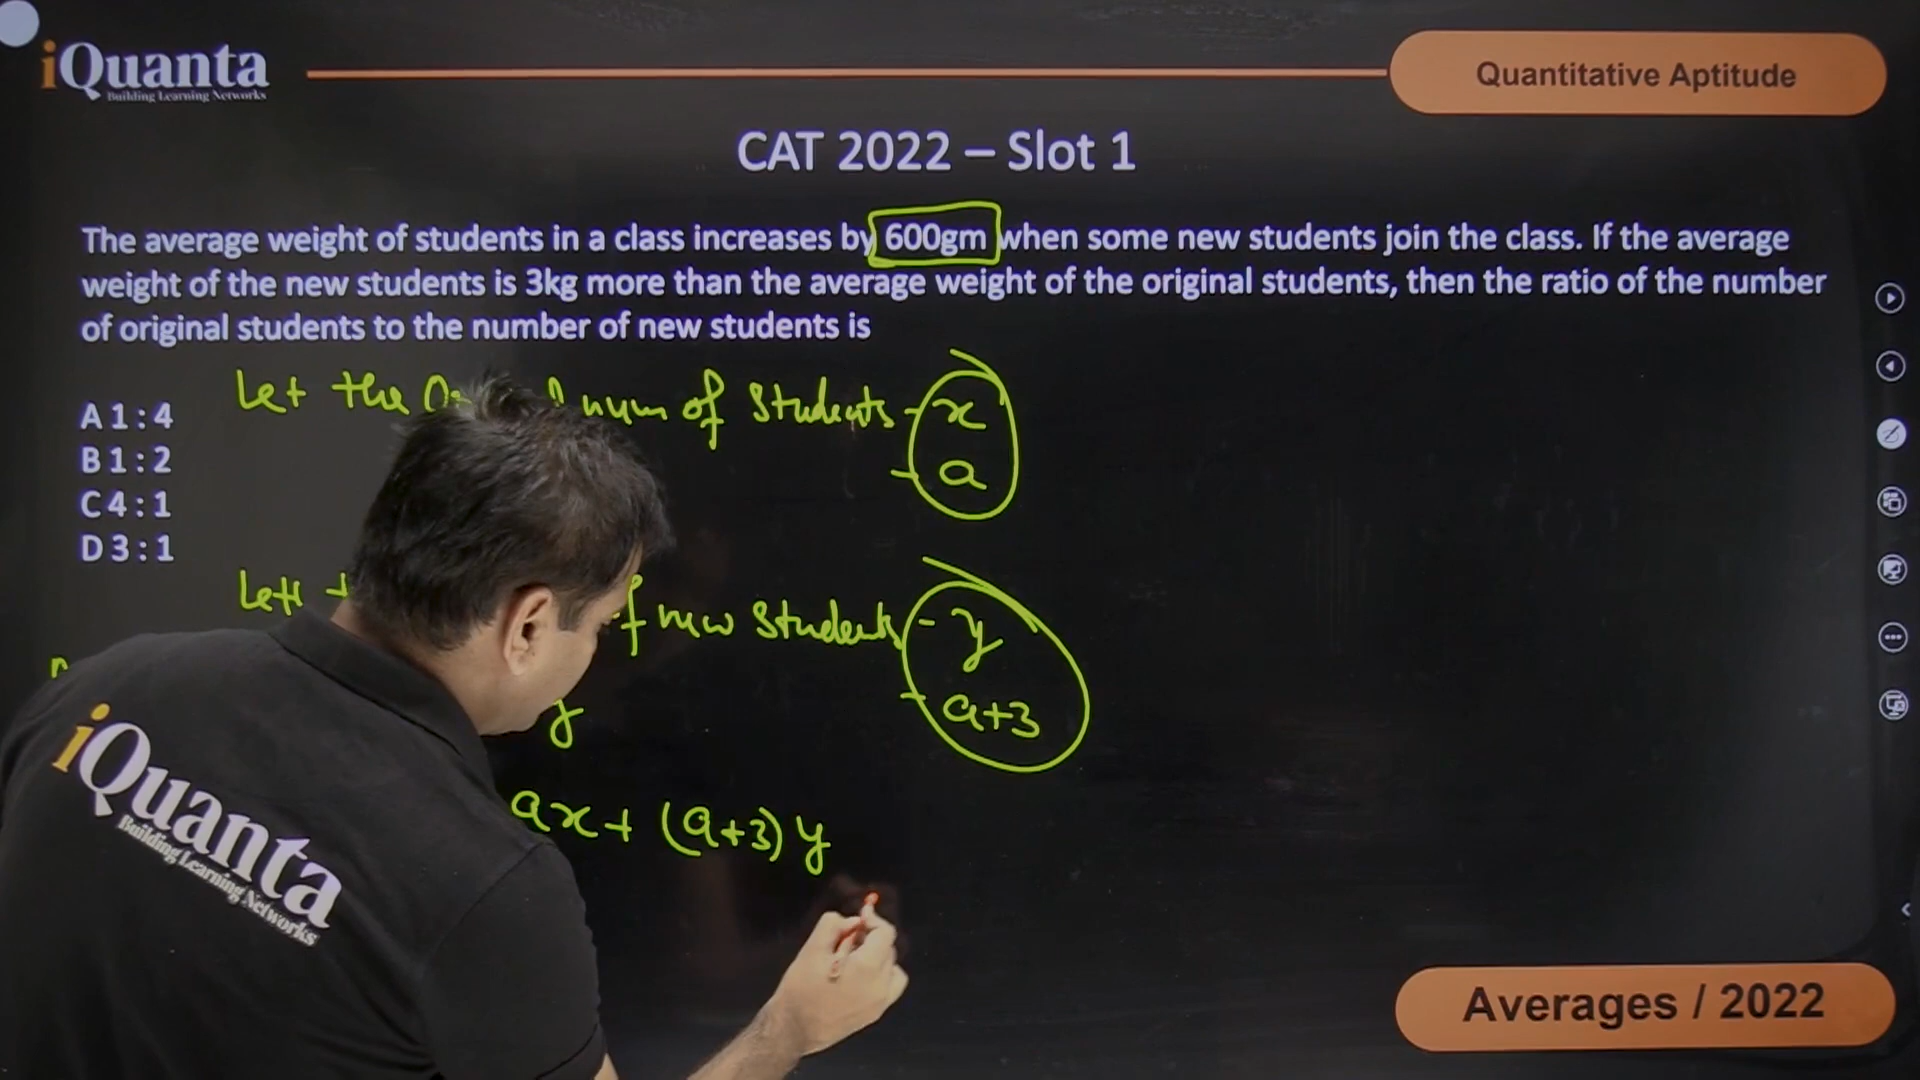 iQuanta
Building Learning Networks
Quantitative Aptitude
CAT 2022 – Slot 1
The average weight of students in a class increases by 600gm when some new students join the class. If the average
weight of the new students is 3kg more than the average weight of the original students, then the ratio of the number
of original students to the number of new students is
A 1 : 4
B 1 : 2
C 4 : 1
D 3 : 1
Let the num of Students - x
- a
of new Students - y
- a+3
y
ax + (a+3) y
iQuanta
Building Learning Networks
Averages / 2022